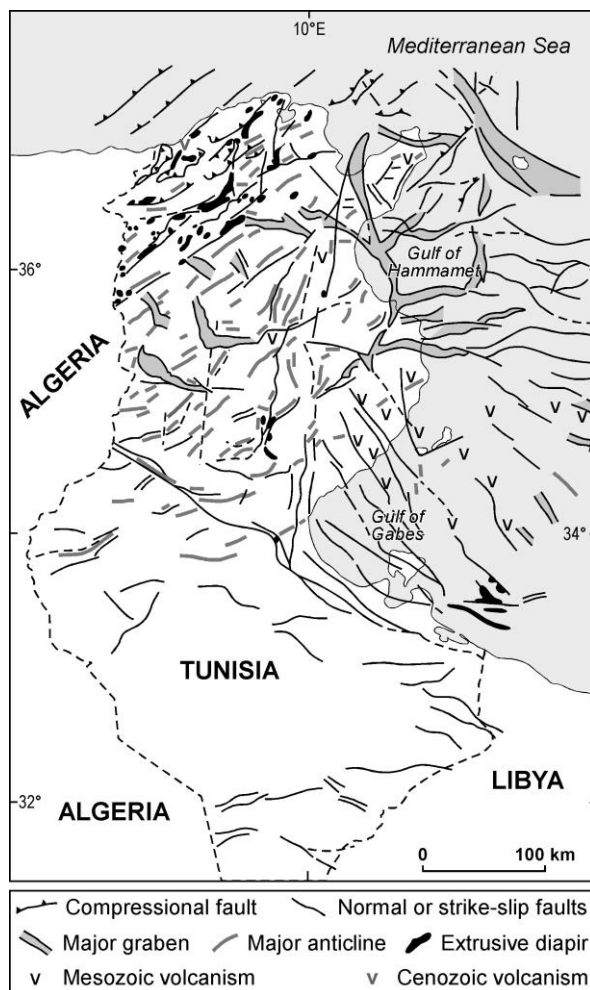 10°E
Mediterranean Sea
36°
Gulf of
Hammamet
ALGERIA
Gulf of
Gabes
34°
TUNISIA
32°
ALGERIA
LIBYA
0 100 km
Compressional fault Normal or strike-slip faults
Major graben Major anticline Extrusive diapir
v Mesozoic volcanism v Cenozoic volcanism